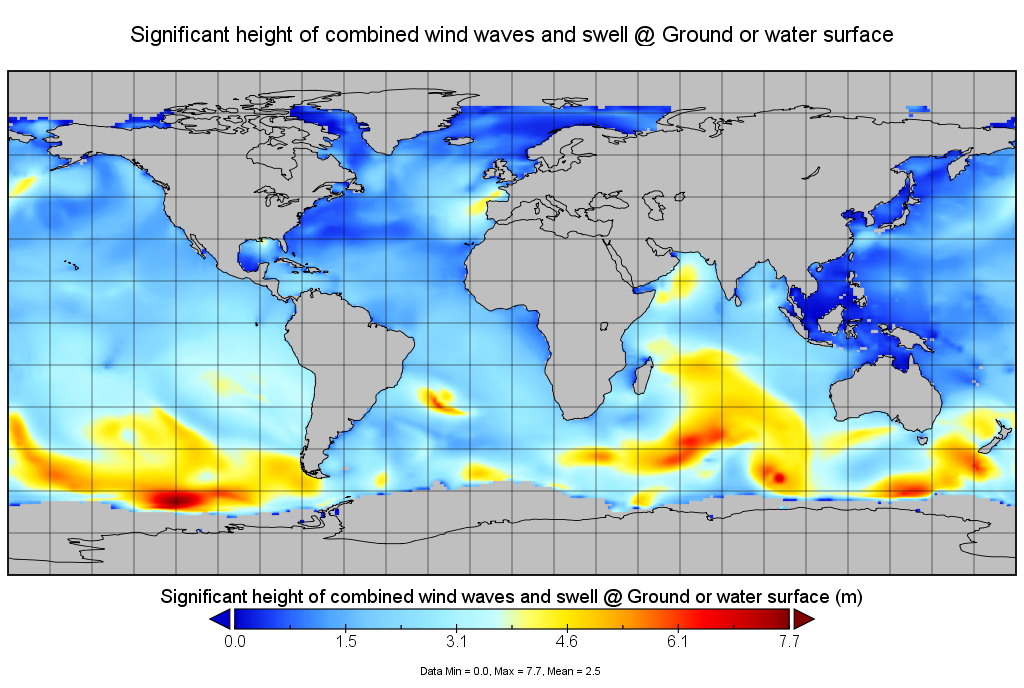 Significant height of combined wind waves and swell @ Ground or water surface
Significant height of combined wind waves and swell @ Ground or water surface (m)
0.0 1.5 3.1 4.6 6.1 7.7
Data Min = 0.0, Max = 7.7, Mean = 2.5